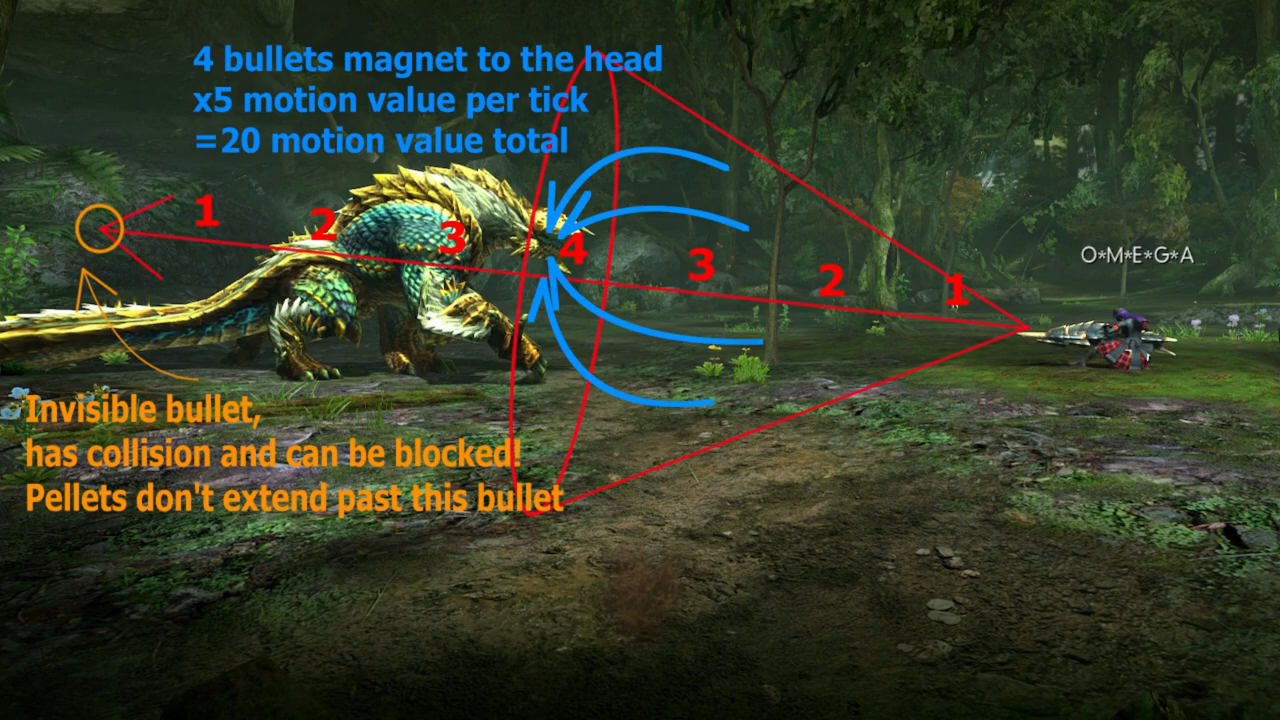 4 bullets magnet to the head
x5 motion value per tick
=20 motion value total
1 2 3 4 3 2 1
O*M*E*G*A
Invisible bullet,
has collision and can be blocked!
Pellets don't extend past this bullet